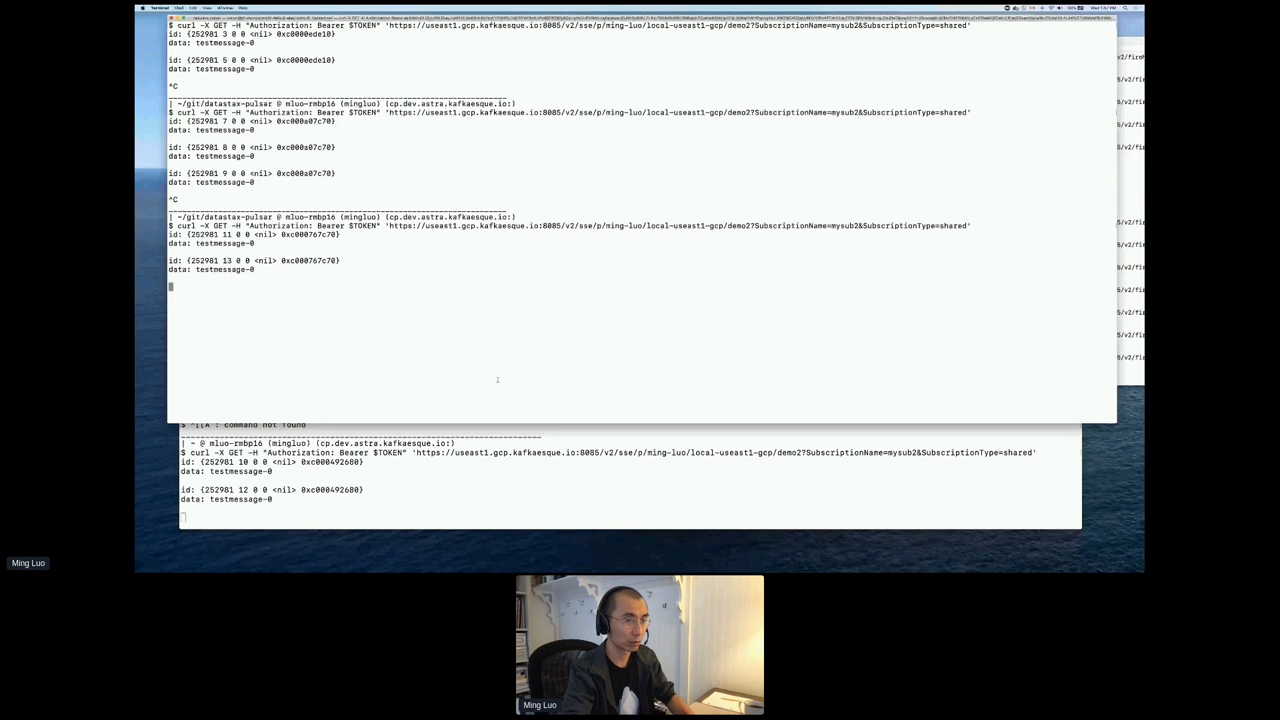 Terminal Shell Edit View Window Help
100% Wed 1:57 PM
$ curl -X GET -H "Authorization: Bearer $TOKEN" 'https://useast1.gcp.kafkaesque.io:8085/v2/sse/p/ming-luo/local-useast1-gcp/demo2?SubscriptionName=mysub2&SubscriptionType=shared'
id: {252981 3 0 0 <nil> 0xc0000ede10}
data: testmessage-0
id: {252981 5 0 0 <nil> 0xc0000ede10}
data: testmessage-0
^C
| ~/git/datastax-pulsar @ mluo-rmbp16 (mingluo) (cp.dev.astra.kafkaesque.io:)
$ curl -X GET -H "Authorization: Bearer $TOKEN" 'https://useast1.gcp.kafkaesque.io:8085/v2/sse/p/ming-luo/local-useast1-gcp/demo2?SubscriptionName=mysub2&SubscriptionType=shared'
id: {252981 7 0 0 <nil> 0xc000a07c70}
data: testmessage-0
id: {252981 8 0 0 <nil> 0xc000a07c70}
data: testmessage-0
id: {252981 9 0 0 <nil> 0xc000a07c70}
data: testmessage-0
^C
| ~/git/datastax-pulsar @ mluo-rmbp16 (mingluo) (cp.dev.astra.kafkaesque.io:)
$ curl -X GET -H "Authorization: Bearer $TOKEN" 'https://useast1.gcp.kafkaesque.io:8085/v2/sse/p/ming-luo/local-useast1-gcp/demo2?SubscriptionName=mysub2&SubscriptionType=shared'
id: {252981 11 0 0 <nil> 0xc000767c70}
data: testmessage-0
id: {252981 13 0 0 <nil> 0xc000767c70}
data: testmessage-0
$ ^[[A : command not found
| ~ @ mluo-rmbp16 (mingluo) (cp.dev.astra.kafkaesque.io:)
$ curl -X GET -H "Authorization: Bearer $TOKEN" 'https://useast1.gcp.kafkaesque.io:8085/v2/sse/p/ming-luo/local-useast1-gcp/demo2?SubscriptionName=mysub2&SubscriptionType=shared'
id: {252981 10 0 0 <nil> 0xc000492680}
data: testmessage-0
id: {252981 12 0 0 <nil> 0xc000492680}
data: testmessage-0
Ming Luo
Ming Luo